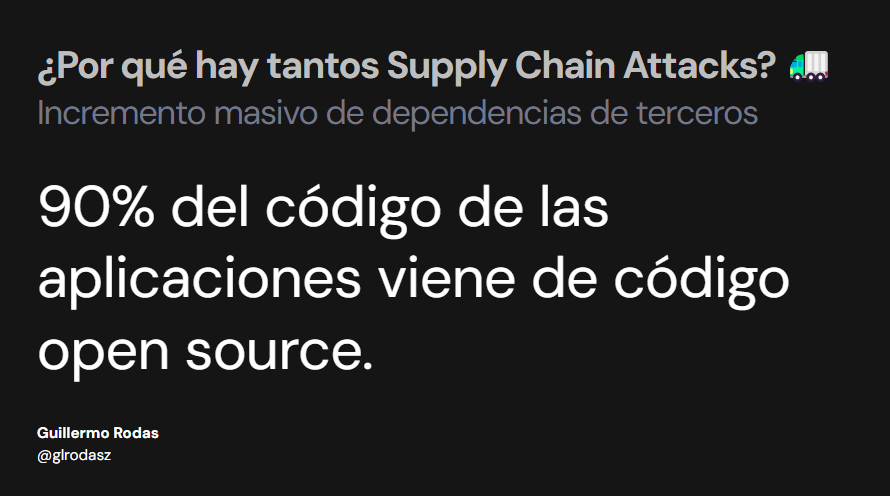 ¿Por qué hay tantos Supply Chain Attacks? 🚛
Incremento masivo de dependencias de terceros
90% del código de las
aplicaciones viene de código
open source.
Guillermo Rodas
@glrodasz